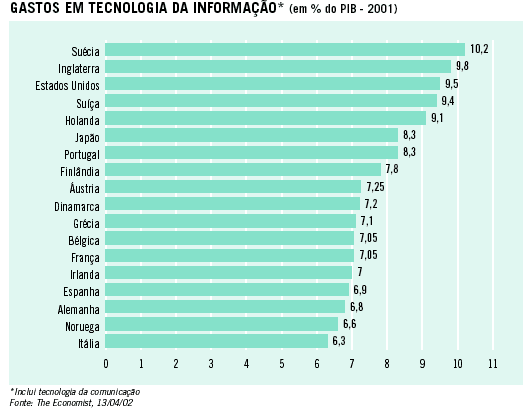 GASTOS EM TECNOLOGIA DA INFORMAÇÃO* (em % do PIB - 2001)
Suécia 10,2
Inglaterra 9,8
Estados Unidos 9,5
Suíça 9,4
Holanda 9,1
Japão 8,3
Portugal 8,3
Finlândia 7,8
Áustria 7,25
Dinamarca 7,2
Grécia 7,1
Bélgica 7,05
França 7,05
Irlanda 7
Espanha 6,9
Alemanha 6,8
Noruega 6,6
Itália 6,3
0 1 2 3 4 5 6 7 8 9 10 11
*Inclui tecnologia da comunicação
Fonte: The Economist, 13/04/02